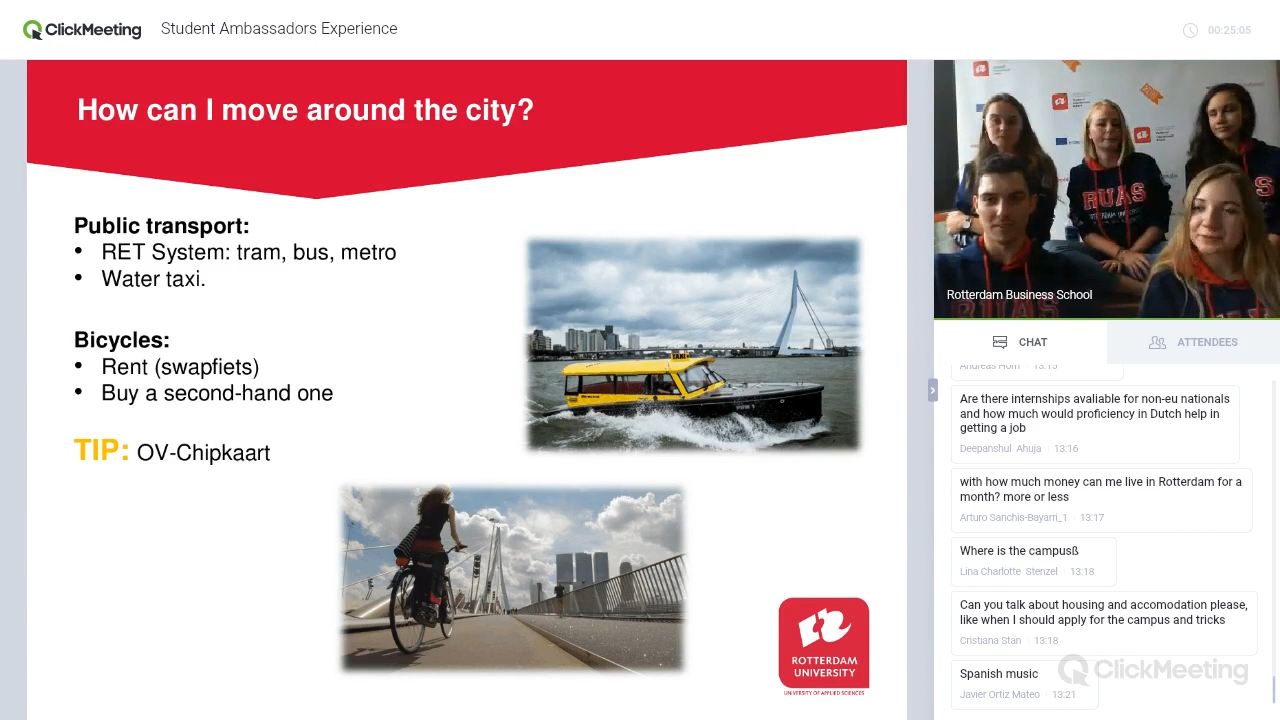 ClickMeeting
Student Ambassadors Experience
00:25:05
How can I move around the city?
Public transport:
• RET System: tram, bus, metro
• Water taxi.
Bicycles:
• Rent (swapfiets)
• Buy a second-hand one
TIP: OV-Chipkaart
TAXI
ROTTERDAM
UNIVERSITY
UNIVERSITY OF APPLIED SCIENCES
RUAS
Rotterdam Business School
CHAT
ATTENDEES
Andreas Horn 13:15
Are there internships avaliable for non-eu nationals
and how much would proficiency in Dutch help in
getting a job
Deepanshul Ahuja 13:16
with how much money can me live in Rotterdam for a
month? more or less
Arturo Sanchis-Bayarri_1 13:17
Where is the campusß
Lina Charlotte Stenzel 13:18
Can you talk about housing and accomodation please,
like when I should apply for the campus and tricks
Cristiana Stan 13:18
Spanish music
Javier Ortiz Mateo 13:21
ClickMeeting